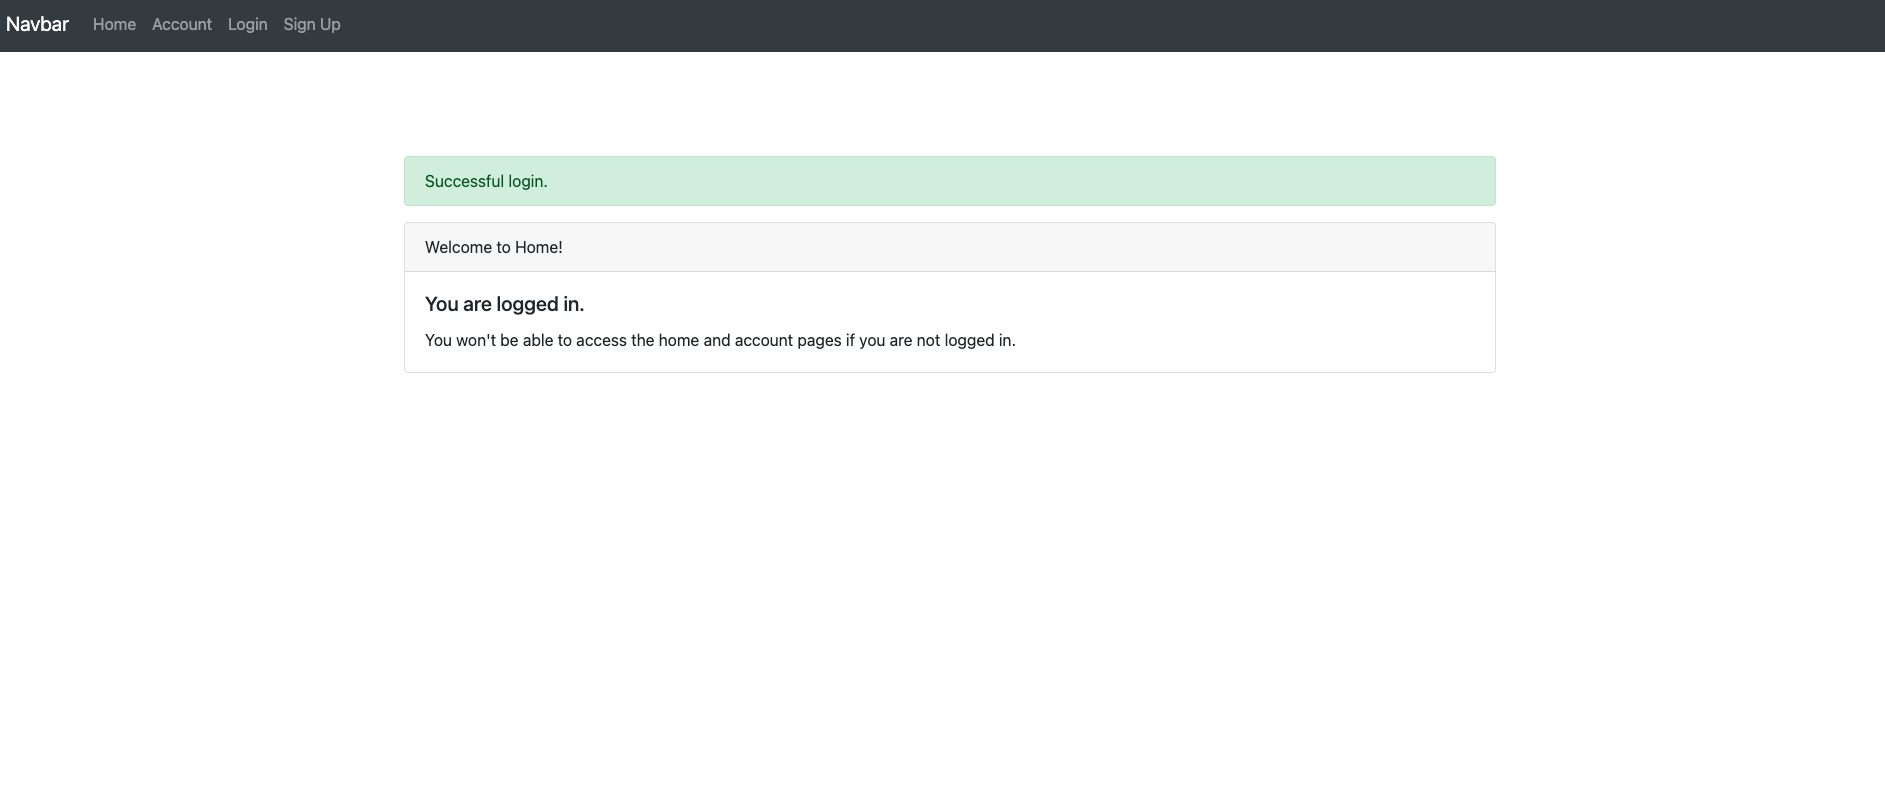 Navbar Home Account Login Sign Up
Successful login.
Welcome to Home!
You are logged in.
You won't be able to access the home and account pages if you are not logged in.